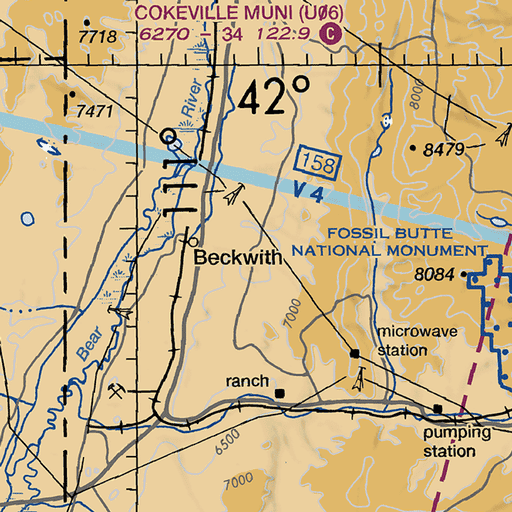 COKEVILLE MUNI (U06)
6270 - 34 122.9 C
7718
River
42°
8000
7471
8479
158
V 4
FOSSIL BUTTE
NATIONAL MONUMENT
Beckwith
8084
7000
Bear
microwave
station
ranch
pumping
station
6500
7000